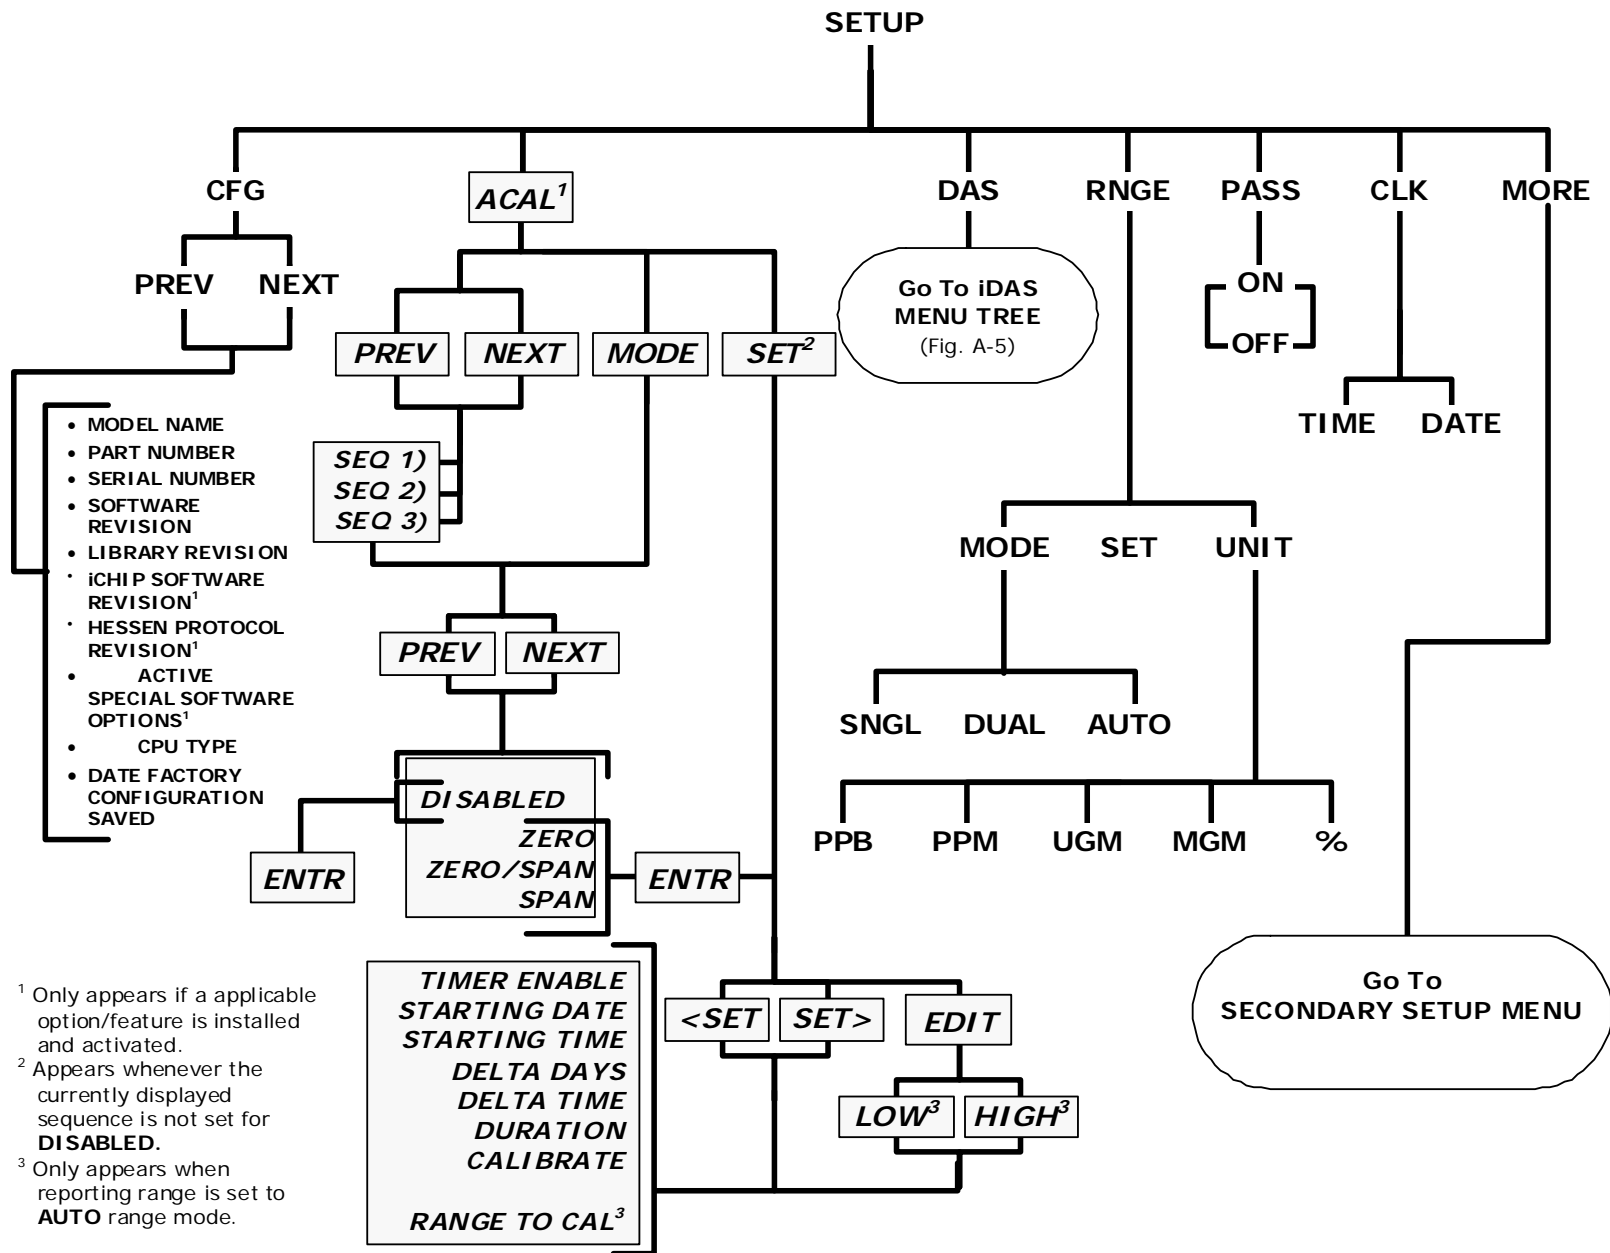 SETUP
CFG
ACAL¹
DAS
RNGE
PASS
CLK
MORE
PREV
NEXT
PREV
NEXT
MODE
SET²
Go To iDAS
MENU TREE
(Fig. A-5)
ON
OFF
TIME
DATE
• MODEL NAME
• PART NUMBER
• SERIAL NUMBER
• SOFTWARE
REVISION
• LIBRARY REVISION
• iCHIP SOFTWARE
REVISION¹
• HESSEN PROTOCOL
REVISION¹
• ACTIVE
SPECIAL SOFTWARE
OPTIONS¹
• CPU TYPE
• DATE FACTORY
CONFIGURATION
SAVED
SEQ 1)
SEQ 2)
SEQ 3)
MODE
SET
UNIT
PREV
NEXT
SNGL
DUAL
AUTO
DISABLED
ZERO
ZERO/SPAN
SPAN
ENTR
ENTR
PPB
PPM
UGM
MGM
%
TIMER ENABLE
STARTING DATE
STARTING TIME
DELTA DAYS
DELTA TIME
DURATION
CALIBRATE
RANGE TO CAL³
<SET
SET>
EDIT
LOW³
HIGH³
Go To
SECONDARY SETUP MENU
¹ Only appears if a applicable
option/feature is installed
and activated.
² Appears whenever the
currently displayed
sequence is not set for
DISABLED.
³ Only appears when
reporting range is set to
AUTO range mode.